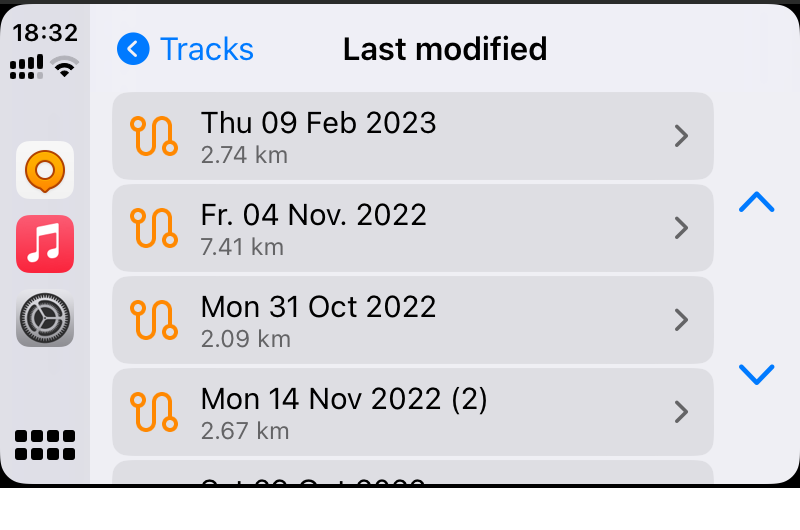 18:32
Tracks
Last modified
Thu 09 Feb 2023
2.74 km
Fr. 04 Nov. 2022
7.41 km
Mon 31 Oct 2022
2.09 km
Mon 14 Nov 2022 (2)
2.67 km